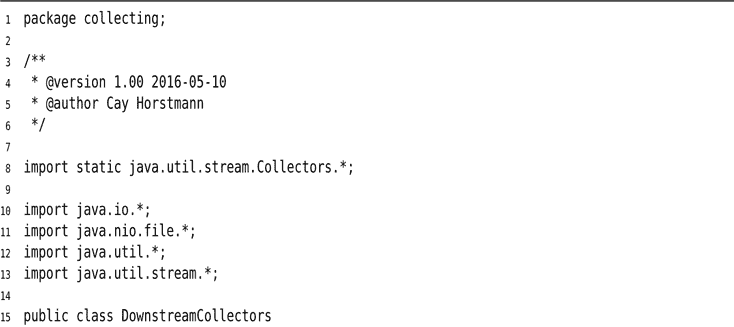 1 package collecting;
2
3 /**
4  * @version 1.00 2016-05-10
5  * @author Cay Horstmann
6  */
7
8 import static java.util.stream.Collectors.*;
9
10 import java.io.*;
11 import java.nio.file.*;
12 import java.util.*;
13 import java.util.stream.*;
14
15 public class DownstreamCollectors